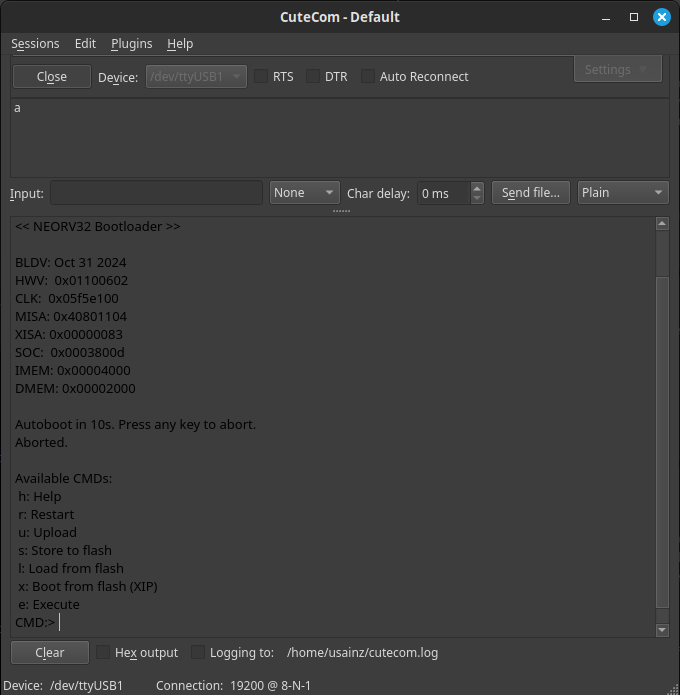 CuteCom - Default
Sessions Edit Plugins Help
Close Device: /dev/ttyUSB1 RTS DTR Auto Reconnect Settings
a
Input: None Char delay: 0 ms Send file... Plain
<< NEORV32 Bootloader >>
BLDV: Oct 31 2024
HWV:  0x01100602
CLK:  0x05f5e100
MISA: 0x40801104
XISA: 0x00000083
SOC:  0x0003800d
IMEM: 0x00004000
DMEM: 0x00002000
Autoboot in 10s. Press any key to abort.
Aborted.
Available CMDs:
h: Help
r: Restart
u: Upload
s: Store to flash
l: Load from flash
x: Boot from flash (XIP)
e: Execute
CMD:>
Clear Hex output Logging to: /home/usainz/cutecom.log
Device: /dev/ttyUSB1 Connection: 19200 @ 8-N-1